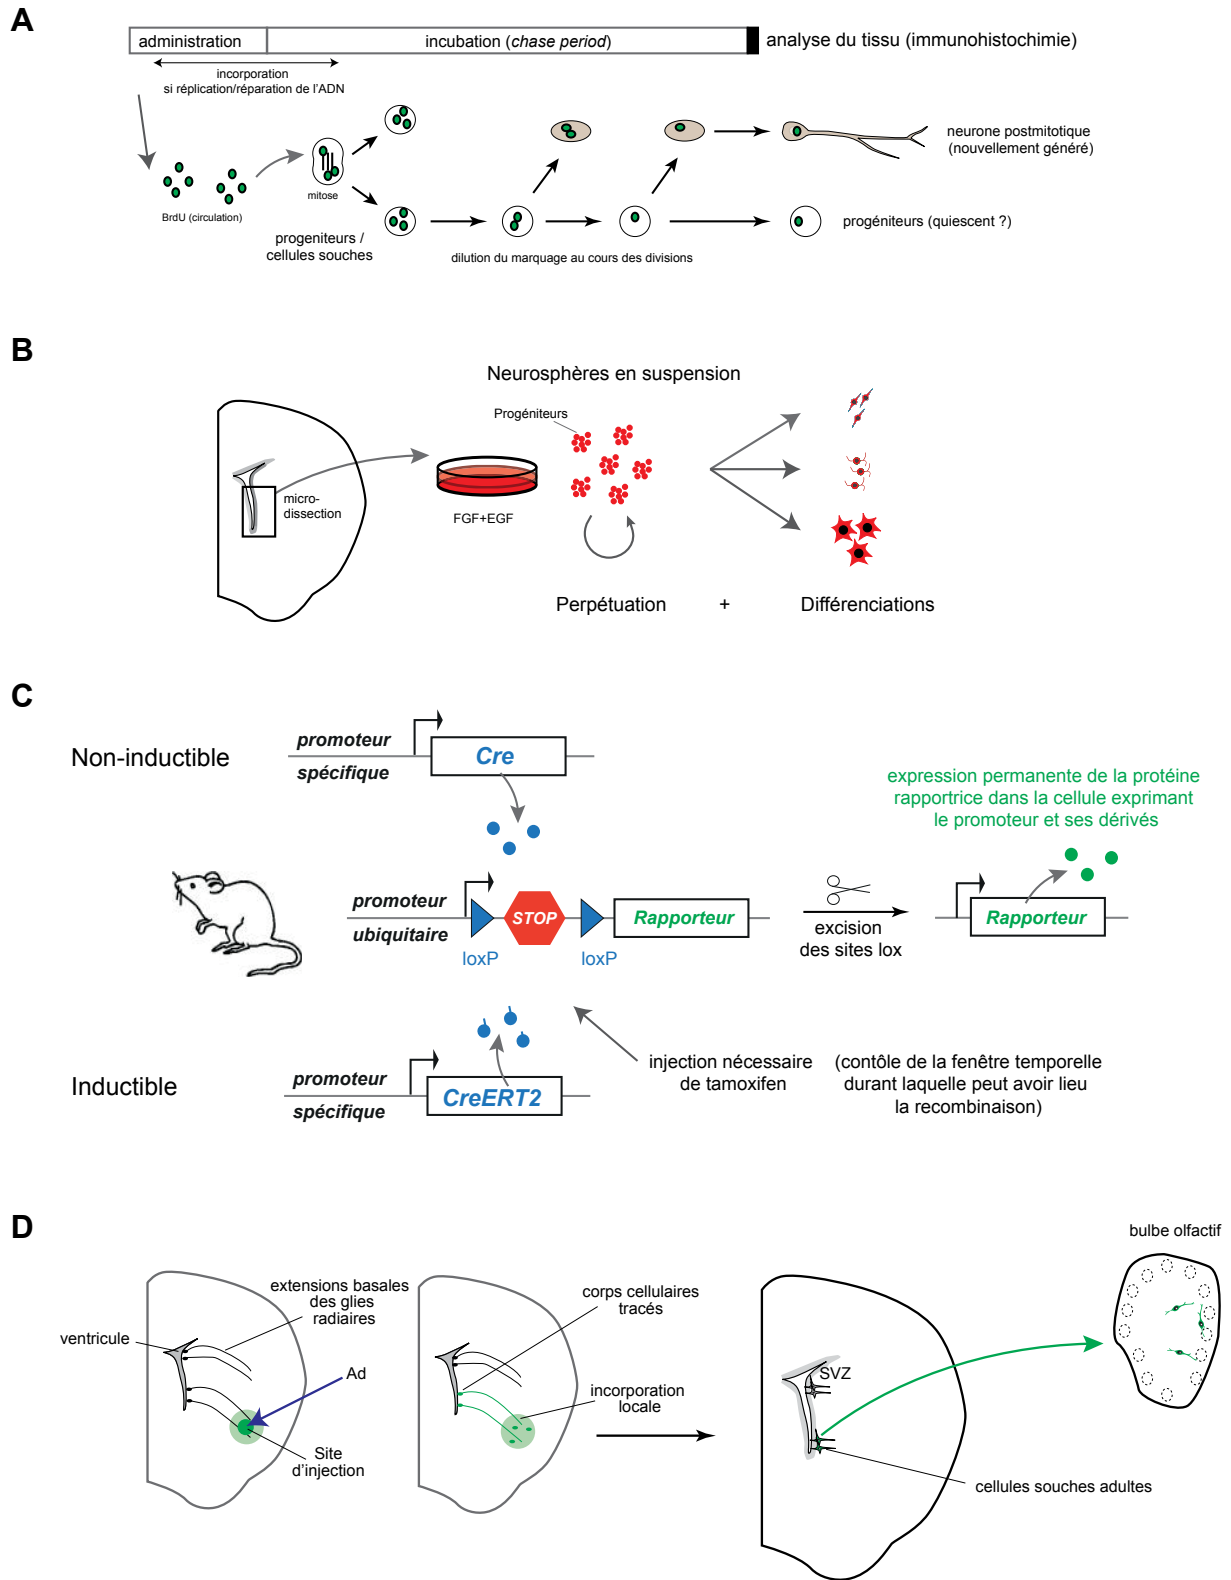 A
administration
incubation (chase period)
analyse du tissu (immunohistochimie)
incorporation
si réplication/réparation de l'ADN
BrdU (circulation)
mitose
neurone postmitotique
(nouvellement généré)
progeniteurs /
cellules souches
dilution du marquage au cours des divisions
progéniteurs (quiescent ?)
B
Neurosphères en suspension
Progéniteurs
micro-
dissection
FGF+EGF
Perpétuation
+
Différenciations
C
Non-inductible
promoteur
spécifique
Cre
expression permanente de la protéine
rapportrice dans la cellule exprimant
le promoteur et ses dérivés
promoteur
ubiquitaire
STOP
Rapporteur
loxP
loxP
excision
des sites lox
Rapporteur
Inductible
promoteur
spécifique
CreERT2
injection nécessaire
de tamoxifen
(contôle de la fenêtre temporelle
durant laquelle peut avoir lieu
la recombinaison)
D
bulbe olfactif
extensions basales
des glies
radiaires
ventricule
Ad
Site
d'injection
corps cellulaires
tracés
incorporation
locale
SVZ
cellules souches adultes